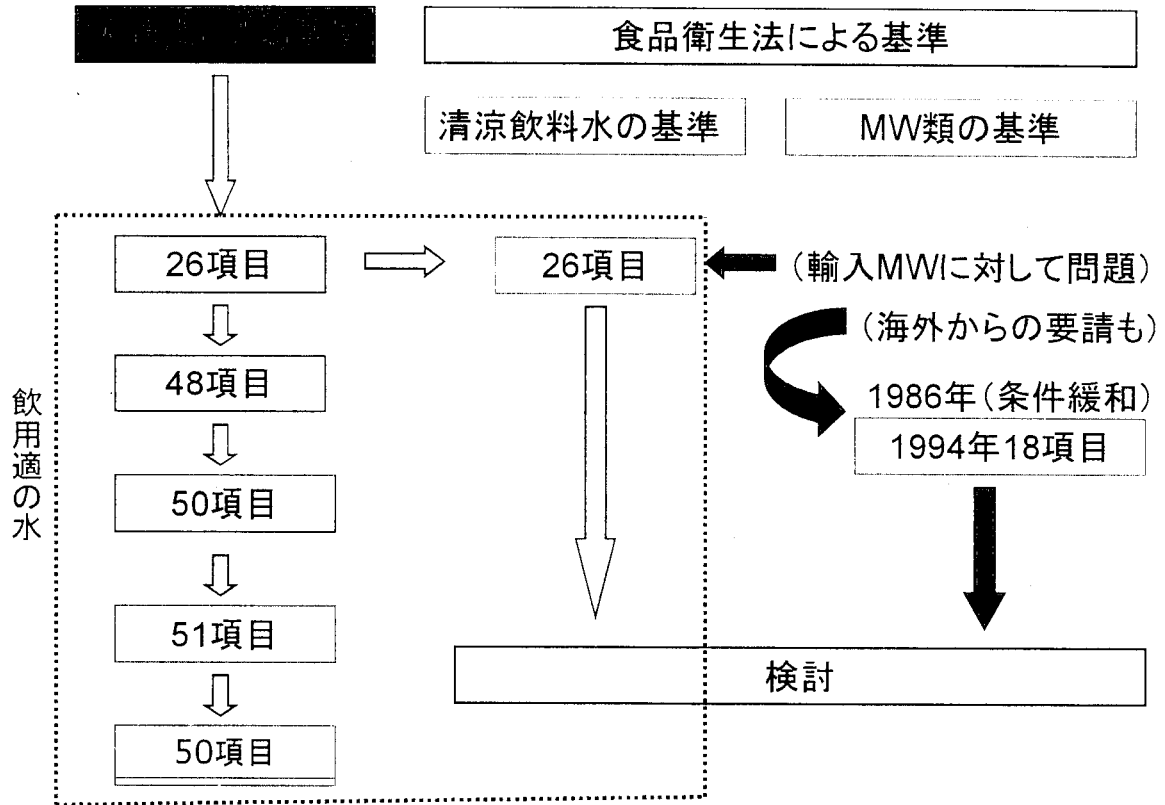 食品衛生法による基準
清涼飲料水の基準
MW類の基準
飲用適の水
26項目
48項目
50項目
51項目
50項目
26項目
(輸入MWに対して問題)
(海外からの要請も)
1986年(条件緩和)
1994年18項目
検討